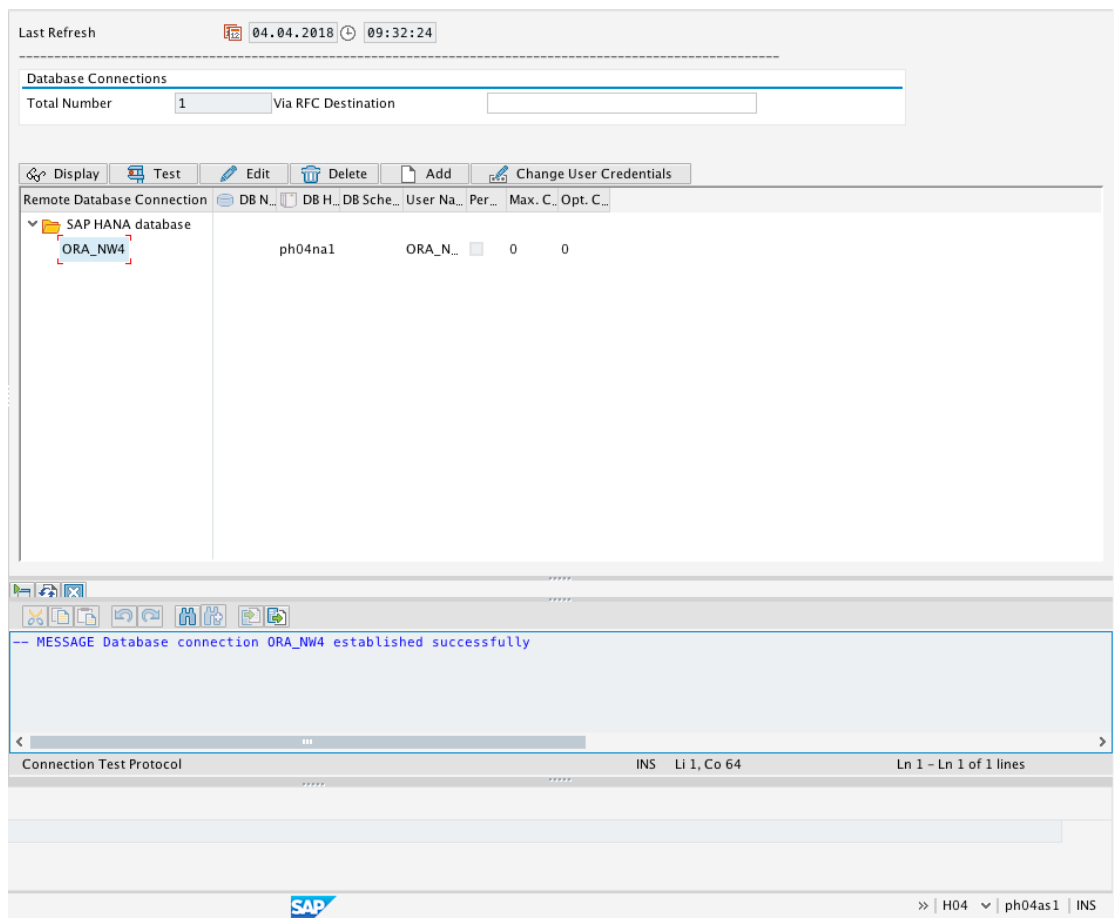 Last Refresh 04.04.2018 09:32:24
--------------------------------------------------------------------------------------------------------------
Database Connections
Total Number 1 Via RFC Destination
Display Test Edit Delete Add Change User Credentials
Remote Database Connection DB N... DB H... DB Sche... User Na... Per... Max. C... Opt. C...
SAP HANA database
ORA_NW4 ph04na1 ORA_N... 0 0
-- MESSAGE Database connection ORA_NW4 established successfully
Connection Test Protocol INS Li 1, Co 64 Ln 1 - Ln 1 of 1 lines
SAP H04 ph04as1 INS